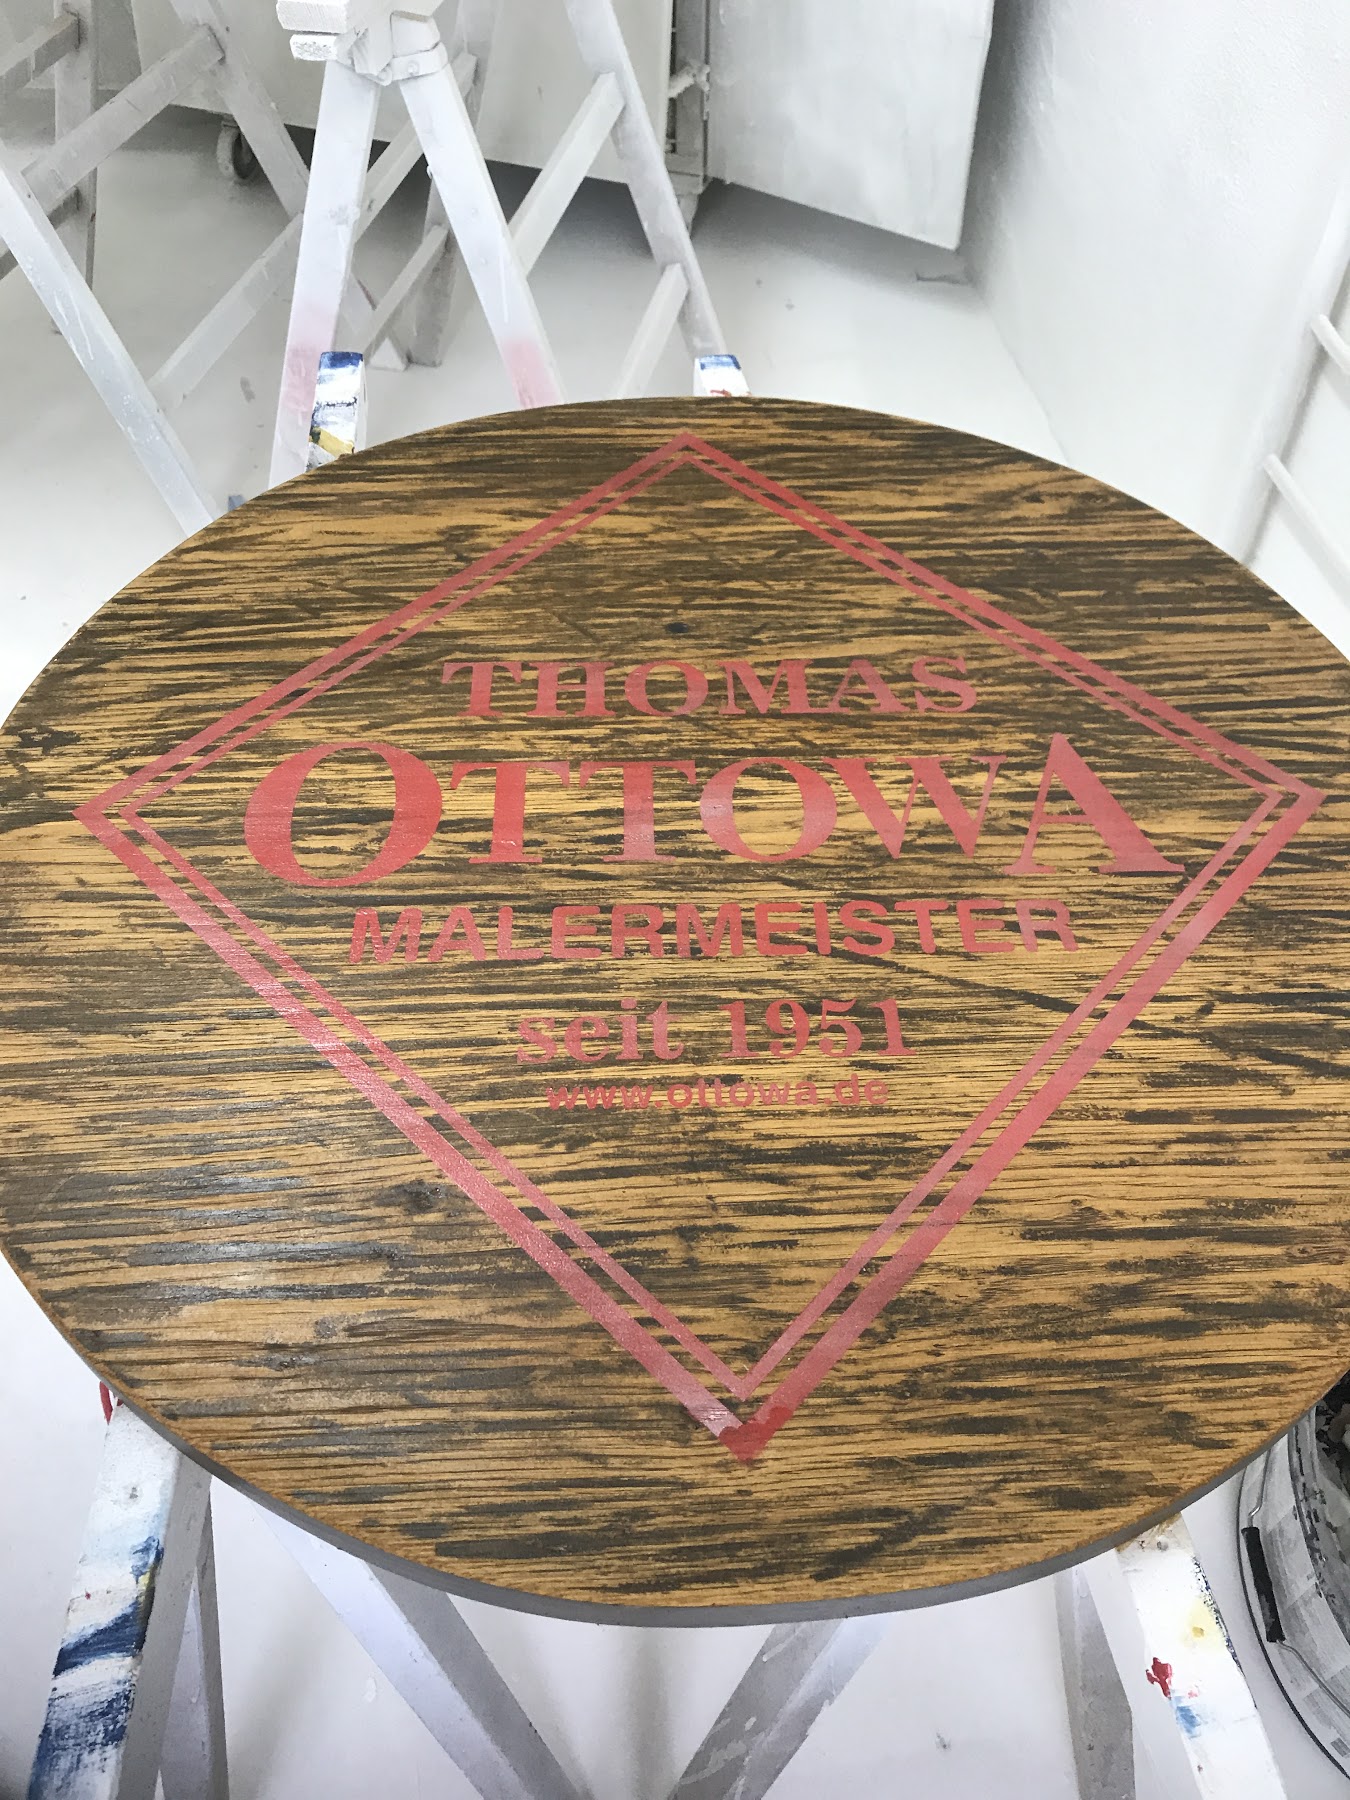 THOMAS
OTTOWA
MALERMEISTER
seit 1951
www.ottowa.de